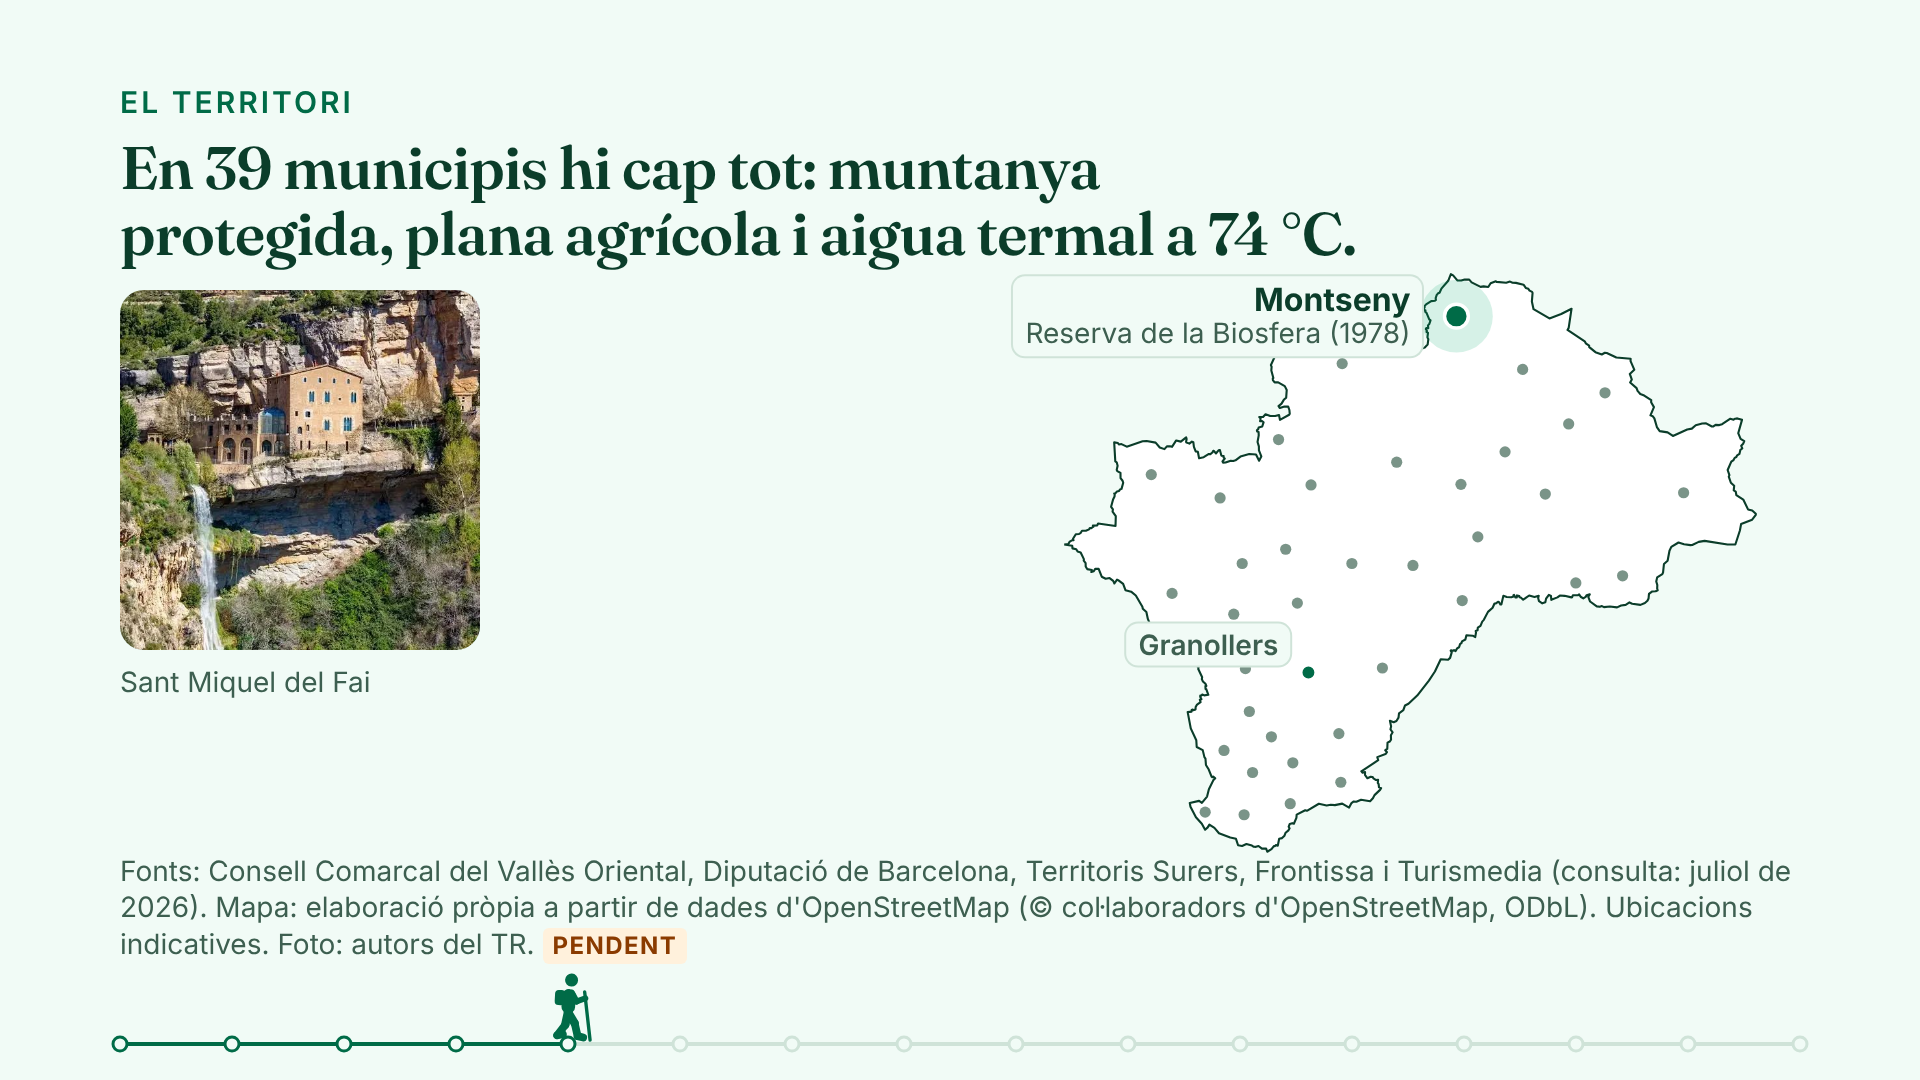 EL TERRITORI
En 39 municipis hi cap tot: muntanya
protegida, plana agrícola i aigua termal a 74 °C.
Montseny
Reserva de la Biosfera (1978)
Granollers
Sant Miquel del Fai
Fonts: Consell Comarcal del Vallès Oriental, Diputació de Barcelona, Territoris Surers, Frontissa i Turismedia (consulta: juliol de
2026). Mapa: elaboració pròpia a partir de dades d'OpenStreetMap (© col·laboradors d'OpenStreetMap, ODbL). Ubicacions
indicatives. Foto: autors del TR. PENDENT